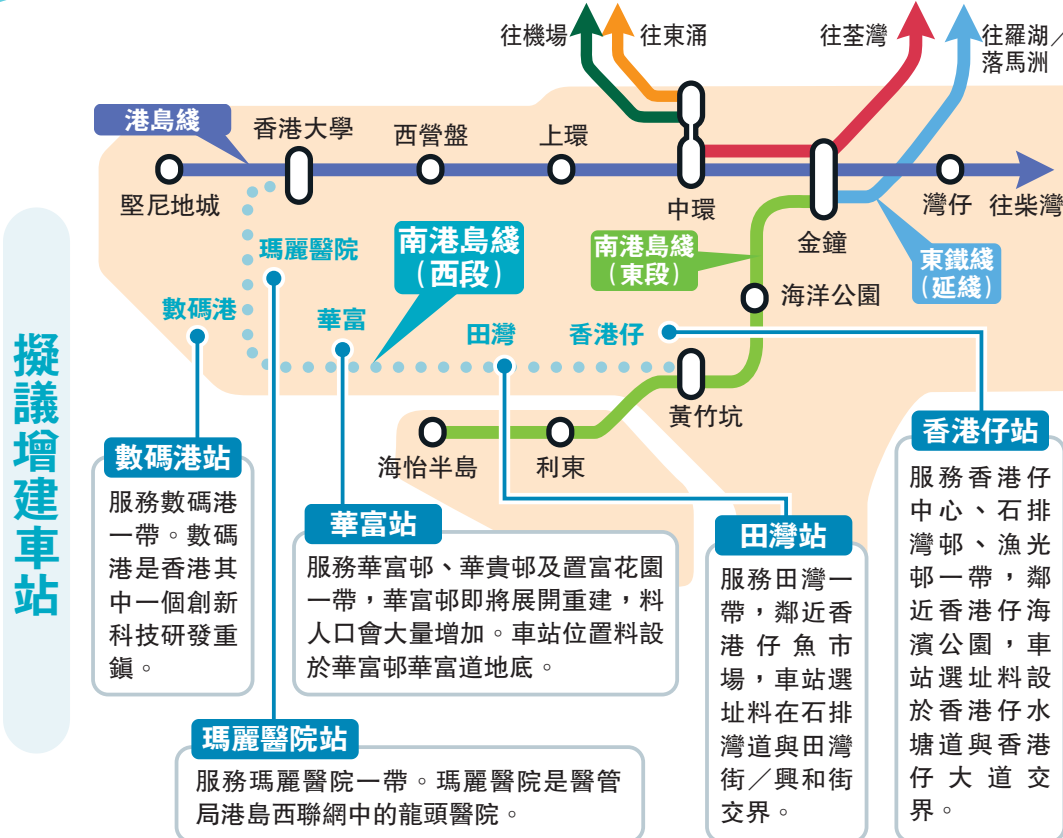 往機場
往東涌
往荃灣
往羅湖／
落馬洲
港島綫
香港大學
西營盤
上環
堅尼地城
中環
金鐘
灣仔
往柴灣
瑪麗醫院
南港島綫
（西段）
南港島綫
（東段）
東鐵綫
（延綫）
數碼港
華富
田灣
香港仔
海洋公園
黃竹坑
海怡半島
利東
擬議增建車站
數碼港站
服務數碼港
一帶。數碼
港是香港其
中一個創新
科技研發重
鎮。
華富站
服務華富邨、華貴邨及置富花園
一帶，華富邨即將展開重建，料
人口會大量增加。車站位置料設
於華富邨華富道地底。
瑪麗醫院站
服務瑪麗醫院一帶。瑪麗醫院是醫管
局港島西聯網中的龍頭醫院。
田灣站
服務田灣一
帶，鄰近香
港仔魚市
場，車站選
址料在石排
灣道與田灣
街／興和街
交界。
香港仔站
服務香港仔
中心、石排
灣邨、漁光
邨一帶，鄰
近香港仔海
濱公園，車
站選址料設
於香港仔水
塘道與香港
仔大道交
界。